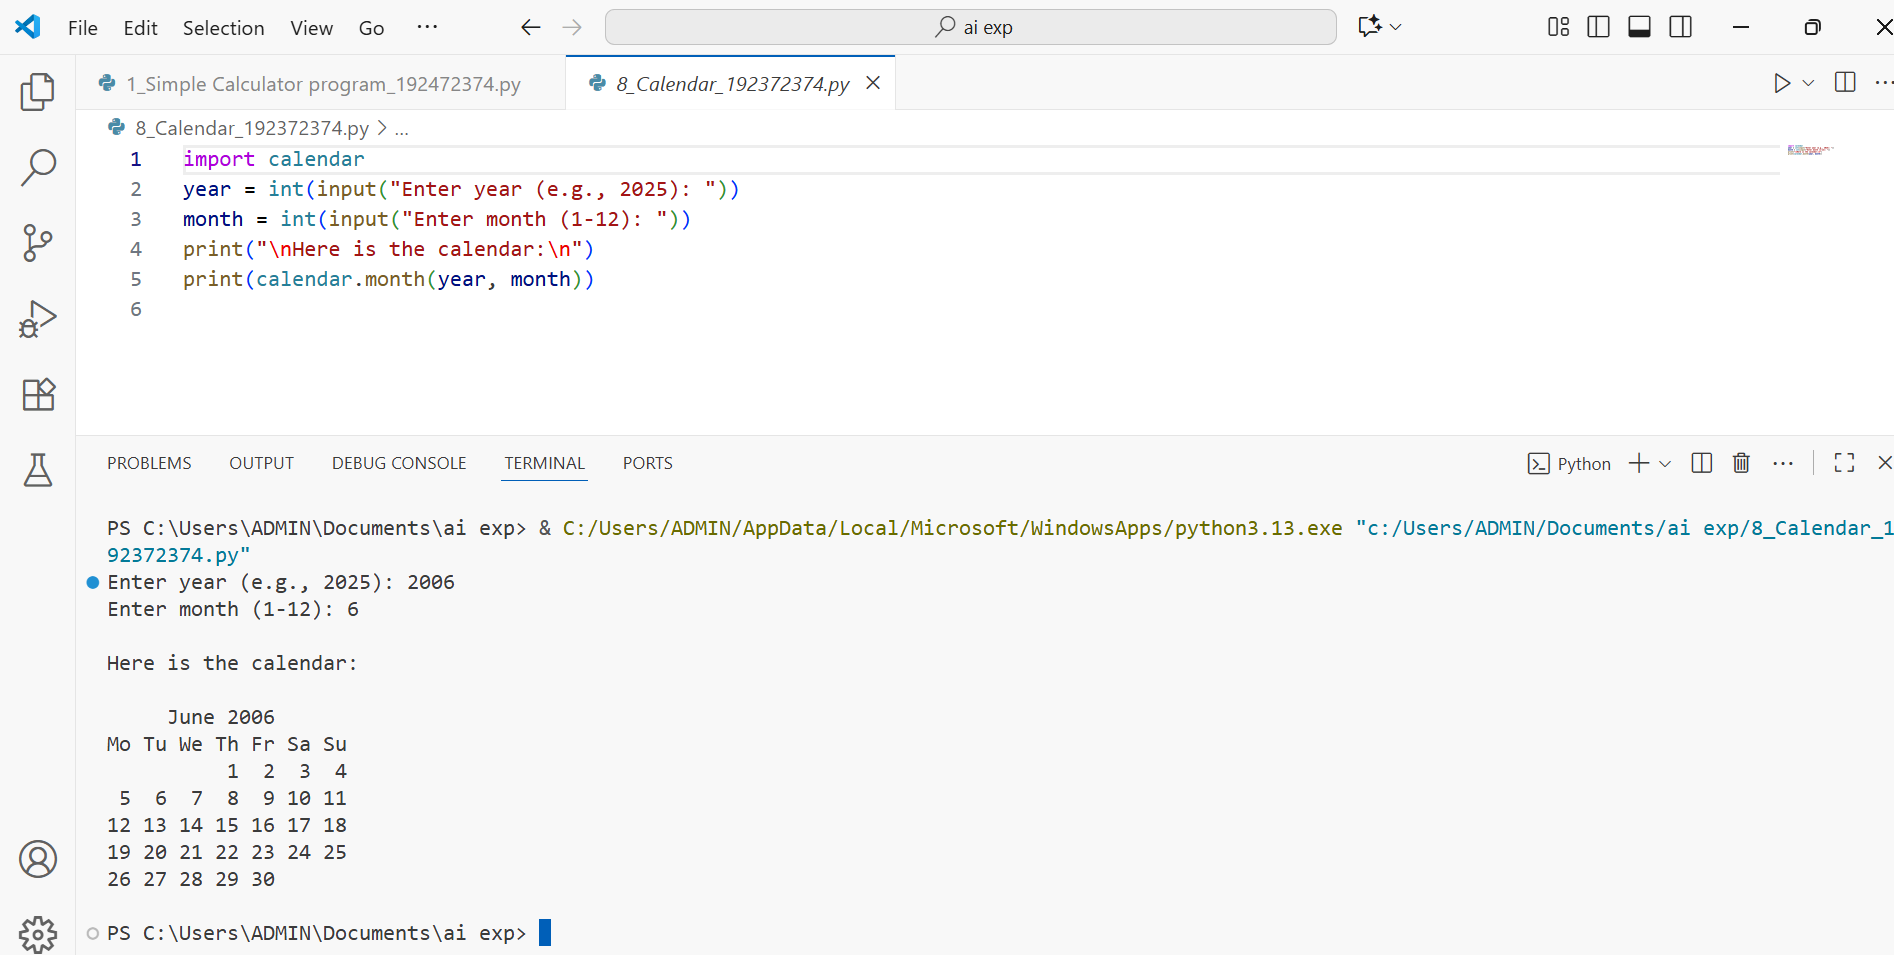 File Edit Selection View Go ··· ai exp
1_Simple Calculator program_192472374.py 8_Calendar_192372374.py
8_Calendar_192372374.py > ...
1 import calendar
2 year = int(input("Enter year (e.g., 2025): "))
3 month = int(input("Enter month (1-12): "))
4 print("\nHere is the calendar:\n")
5 print(calendar.month(year, month))
6
PROBLEMS OUTPUT DEBUG CONSOLE TERMINAL PORTS Python
PS C:\Users\ADMIN\Documents\ai exp> & C:/Users/ADMIN/AppData/Local/Microsoft/WindowsApps/python3.13.exe "c:/Users/ADMIN/Documents/ai exp/8_Calendar_1
92372374.py"
Enter year (e.g., 2025): 2006
Enter month (1-12): 6
Here is the calendar:
     June 2006
Mo Tu We Th Fr Sa Su
          1  2  3  4
 5  6  7  8  9 10 11
12 13 14 15 16 17 18
19 20 21 22 23 24 25
26 27 28 29 30
PS C:\Users\ADMIN\Documents\ai exp>